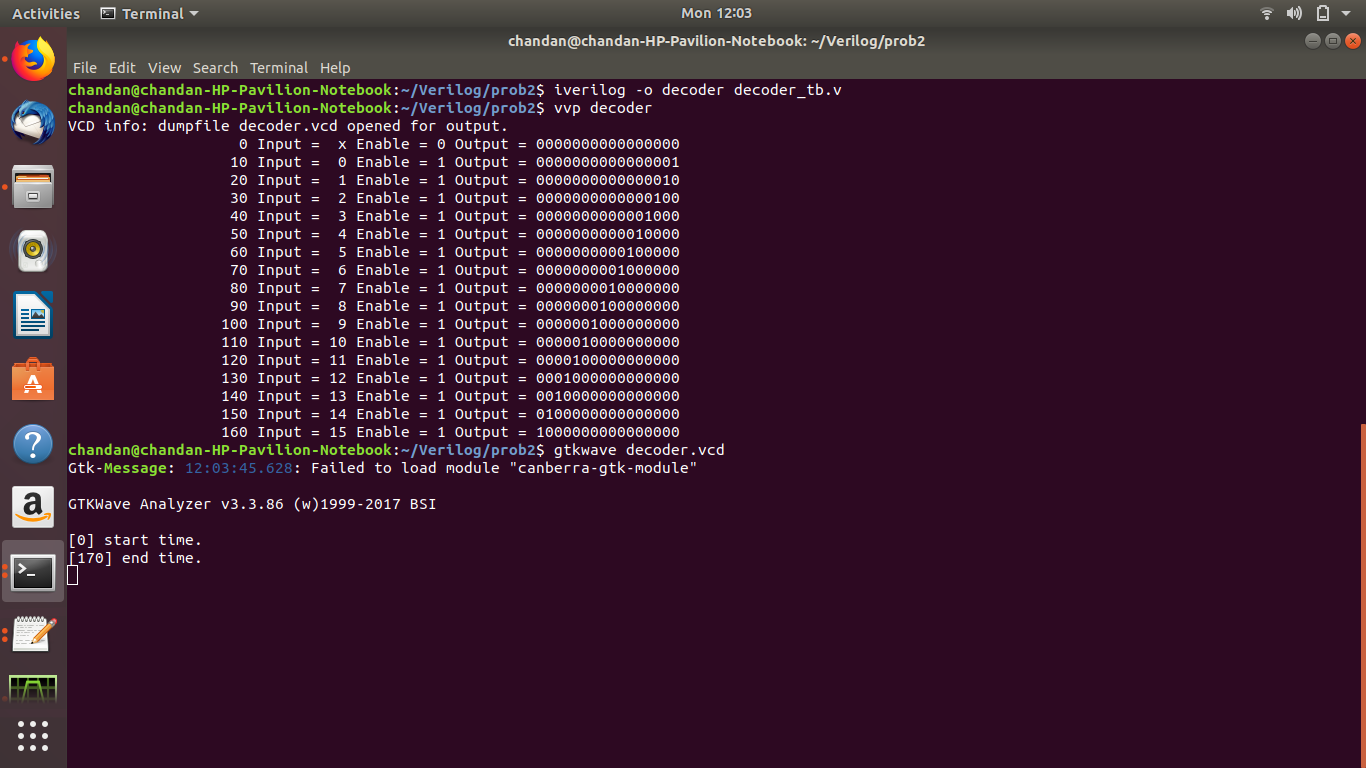 Activities Terminal Mon 12:03
chandan@chandan-HP-Pavilion-Notebook: ~/Verilog/prob2
File Edit View Search Terminal Help
chandan@chandan-HP-Pavilion-Notebook:~/Verilog/prob2$ iverilog -o decoder decoder_tb.v
chandan@chandan-HP-Pavilion-Notebook:~/Verilog/prob2$ vvp decoder
VCD info: dumpfile decoder.vcd opened for output.
                   0 Input =  x Enable = 0 Output = 0000000000000000
                  10 Input =  0 Enable = 1 Output = 0000000000000001
                  20 Input =  1 Enable = 1 Output = 0000000000000010
                  30 Input =  2 Enable = 1 Output = 0000000000000100
                  40 Input =  3 Enable = 1 Output = 0000000000001000
                  50 Input =  4 Enable = 1 Output = 0000000000010000
                  60 Input =  5 Enable = 1 Output = 0000000000100000
                  70 Input =  6 Enable = 1 Output = 0000000001000000
                  80 Input =  7 Enable = 1 Output = 0000000010000000
                  90 Input =  8 Enable = 1 Output = 0000000100000000
                 100 Input =  9 Enable = 1 Output = 0000001000000000
                 110 Input = 10 Enable = 1 Output = 0000010000000000
                 120 Input = 11 Enable = 1 Output = 0000100000000000
                 130 Input = 12 Enable = 1 Output = 0001000000000000
                 140 Input = 13 Enable = 1 Output = 0010000000000000
                 150 Input = 14 Enable = 1 Output = 0100000000000000
                 160 Input = 15 Enable = 1 Output = 1000000000000000
chandan@chandan-HP-Pavilion-Notebook:~/Verilog/prob2$ gtkwave decoder.vcd
Gtk-Message: 12:03:45.628: Failed to load module "canberra-gtk-module"
GTKWave Analyzer v3.3.86 (w)1999-2017 BSI
[0] start time.
[170] end time.